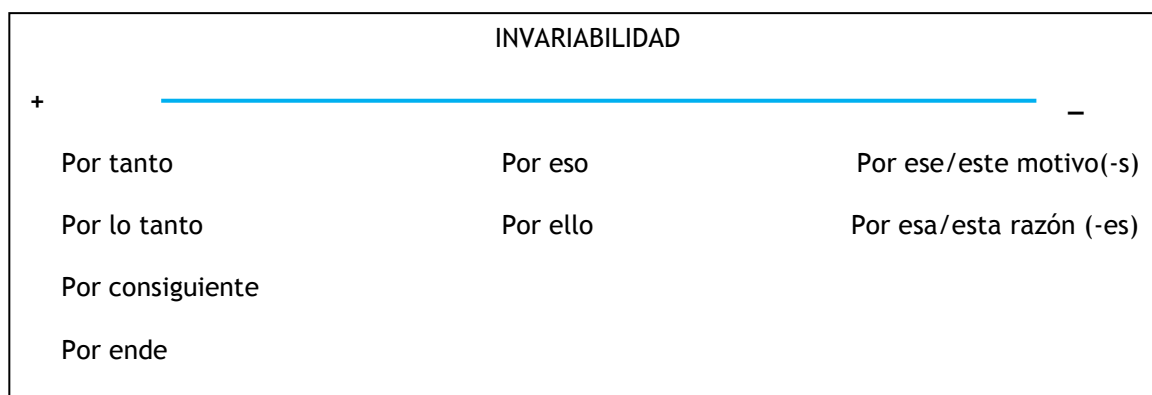 INVARIABILIDAD
+ _
Por tanto Por eso Por ese/este motivo(-s)
Por lo tanto Por ello Por esa/esta razón (-es)
Por consiguiente
Por ende